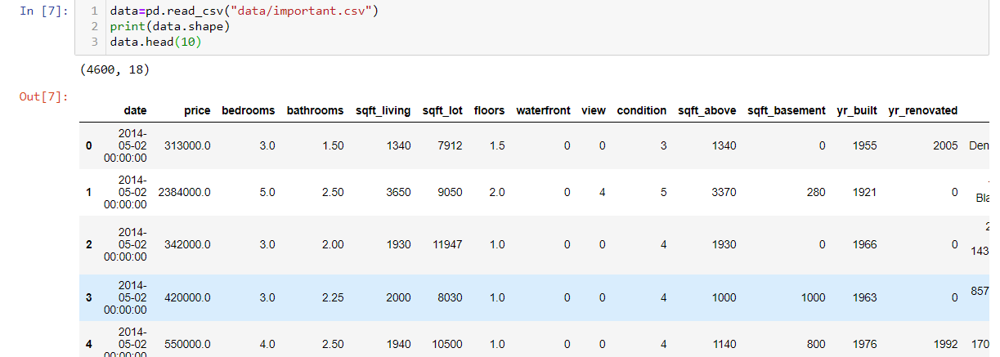 In [7]:
1 data=pd.read_csv("data/important.csv")
2 print(data.shape)
3 data.head(10)
(4600, 18)
Out[7]:
date price bedrooms bathrooms sqft_living sqft_lot floors waterfront view condition sqft_above sqft_basement yr_built yr_renovated
0 2014-05-02 00:00:00 313000.0 3.0 1.50 1340 7912 1.5 0 0 3 1340 0 1955 2005
1 2014-05-02 00:00:00 2384000.0 5.0 2.50 3650 9050 2.0 0 4 5 3370 280 1921 0
2 2014-05-02 00:00:00 342000.0 3.0 2.00 1930 11947 1.0 0 0 4 1930 0 1966 0 143
3 2014-05-02 00:00:00 420000.0 3.0 2.25 2000 8030 1.0 0 0 4 1000 1000 1963 0 857
4 2014-05-02 00:00:00 550000.0 4.0 2.50 1940 10500 1.0 0 0 4 1140 800 1976 1992 170